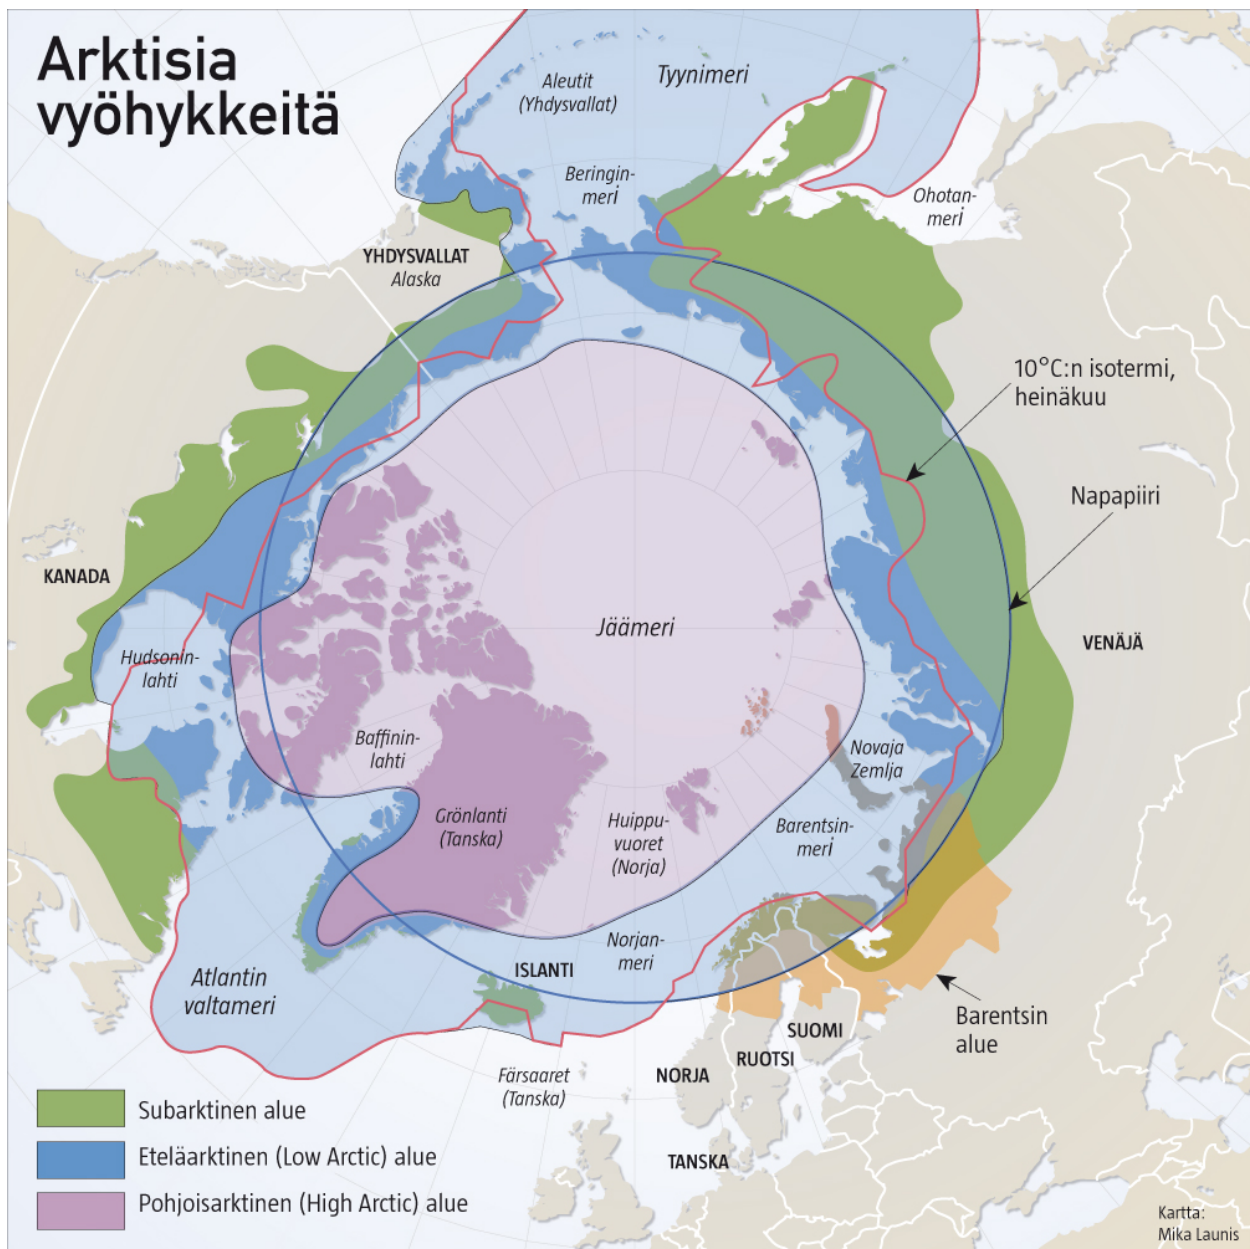 Arktisia
vyöhykkeitä
Aleutit
(Yhdysvallat)
Tyynimeri
Beringin-
meri
Ohotan-
meri
YHDYSVALLAT
Alaska
10°C:n isotermi,
heinäkuu
Napapiiri
KANADA
Jäämeri
VENÄJÄ
Hudsonin-
lahti
Baffinin-
lahti
Novaja
Zemlja
Grönlanti
(Tanska)
Huippu-
vuoret
(Norja)
Barentsin-
meri
Norjan-
meri
ISLANTI
Atlantin
valtameri
Barentsin
alue
SUOMI
RUOTSI
NORJA
Färsaaret
(Tanska)
TANSKA
Subarktinen alue
Eteläarktinen (Low Arctic) alue
Pohjoisarktinen (High Arctic) alue
Kartta:
Mika Launis